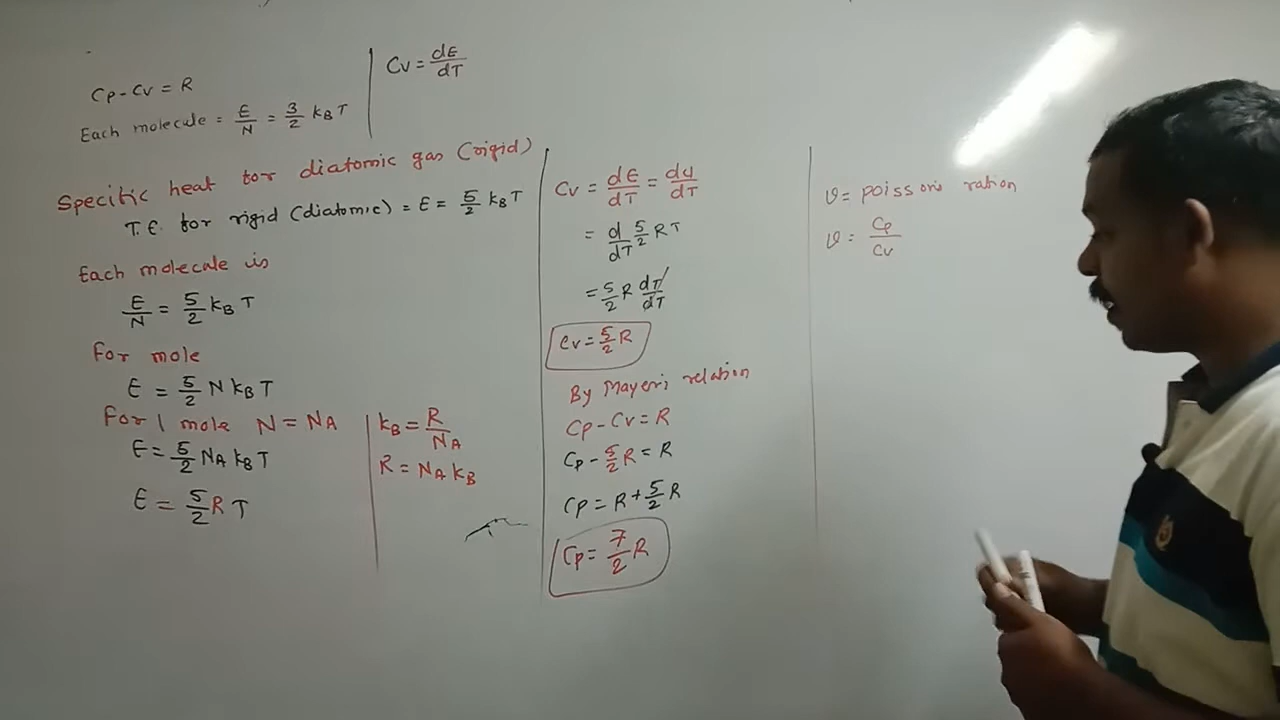 Cp - Cv = R
Each molecule = E/N = 3/2 kB T
Cv = dE/dT
Specific heat for diatomic gas (rigid)
T.E. for rigid (diatomic) = E = 5/2 kB T
Each molecule is
E/N = 5/2 kB T
For mole
E = 5/2 N kB T
For 1 mole N = NA
E = 5/2 NA kB T
E = 5/2 R T
kB = R/NA
R = NA kB
Cv = dE/dT = du/dT
= d/dT 5/2 R T
= 5/2 R dT/dT
Cv = 5/2 R
By Mayer's relation
Cp - Cv = R
Cp - 5/2 R = R
Cp = R + 5/2 R
Cp = 7/2 R
ϑ = poisson's ration
ϑ = Cp/Cv